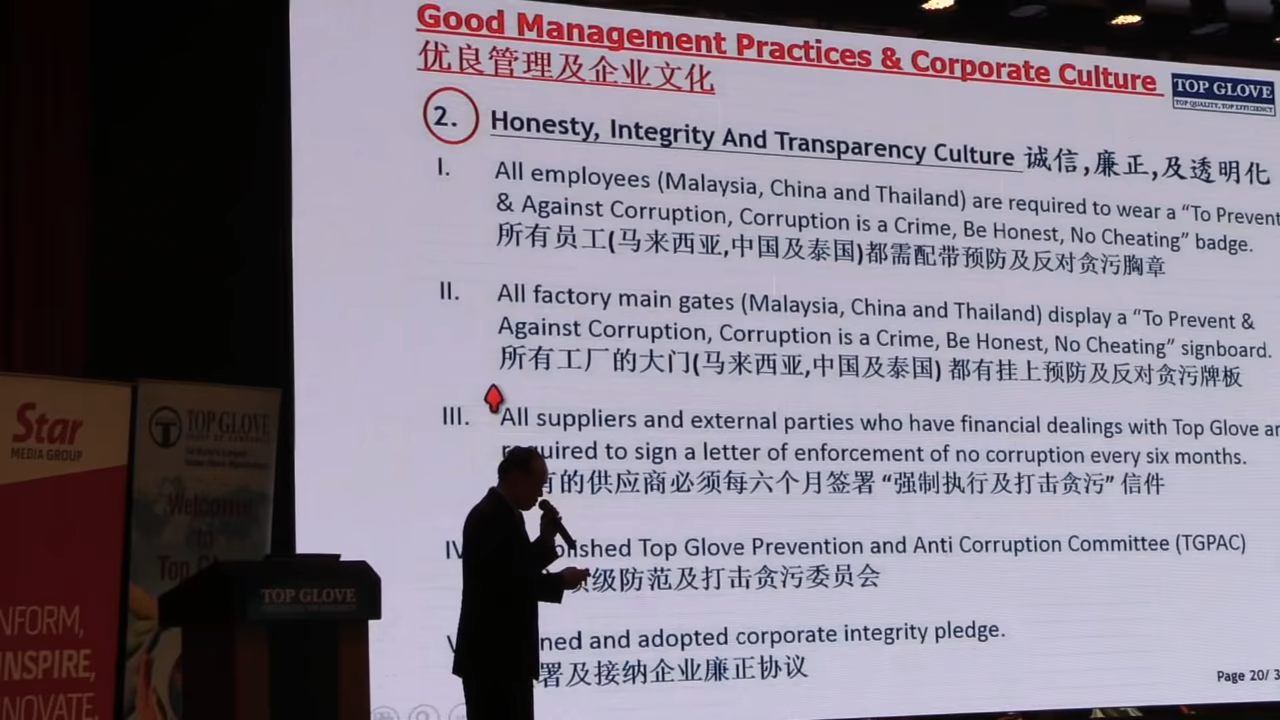 Good Management Practices & Corporate Culture
优良管理及企业文化
TOP GLOVE
TOP QUALITY, TOP EFFICIENCY
2. Honesty, Integrity And Transparency Culture 诚信,廉正,及透明化
I. All employees (Malaysia, China and Thailand) are required to wear a “To Prevent
& Against Corruption, Corruption is a Crime, Be Honest, No Cheating” badge.
所有员工(马来西亚,中国及泰国)都需配带预防及反对贪污胸章
II. All factory main gates (Malaysia, China and Thailand) display a “To Prevent &
Against Corruption, Corruption is a Crime, Be Honest, No Cheating” signboard.
所有工厂的大门(马来西亚,中国及泰国) 都有挂上预防及反对贪污牌板
III. All suppliers and external parties who have financial dealings with Top Glove
required to sign a letter of enforcement of no corruption every six months.
的供应商必须每六个月签署 “强制执行及打击贪污” 信件
Top Glove Prevention and Anti Corruption Committee (TGPAC)
级防范及打击贪污委员会
and adopted corporate integrity pledge.
署及接纳企业廉正协议
Page 20/ 3
Star
MEDIA GROUP
NFORM,
NSPIRE,
NOVATE.
TOP GLOVE
Welcome
to
Top
TOP GLOVE